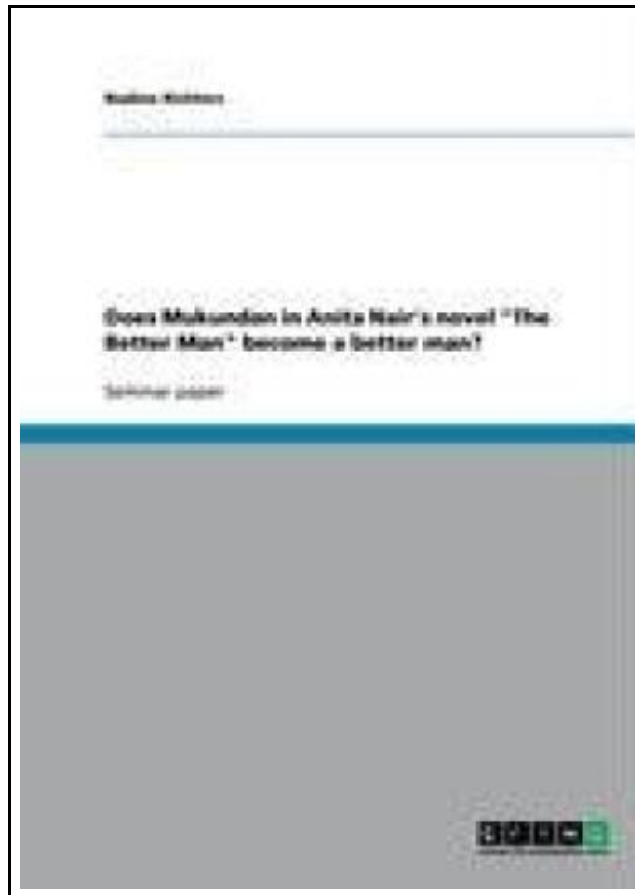 Does Mukundan in Anita Nair's novel "The
Better Man" become a better man?
Seminar paper